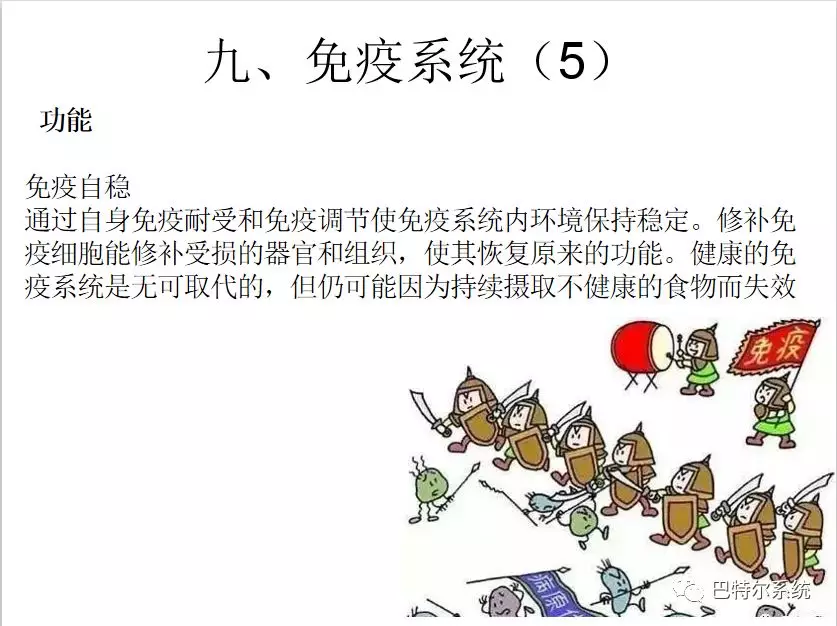 九、免疫系统（5）
功能
免疫自稳
通过自身免疫耐受和免疫调节使免疫系统内环境保持稳定。修补免
疫细胞能修补受损的器官和组织，使其恢复原来的功能。健康的免
疫系统是无可取代的，但仍可能因为持续摄取不健康的食物而失效
免疫
病原体
巴特尔系统